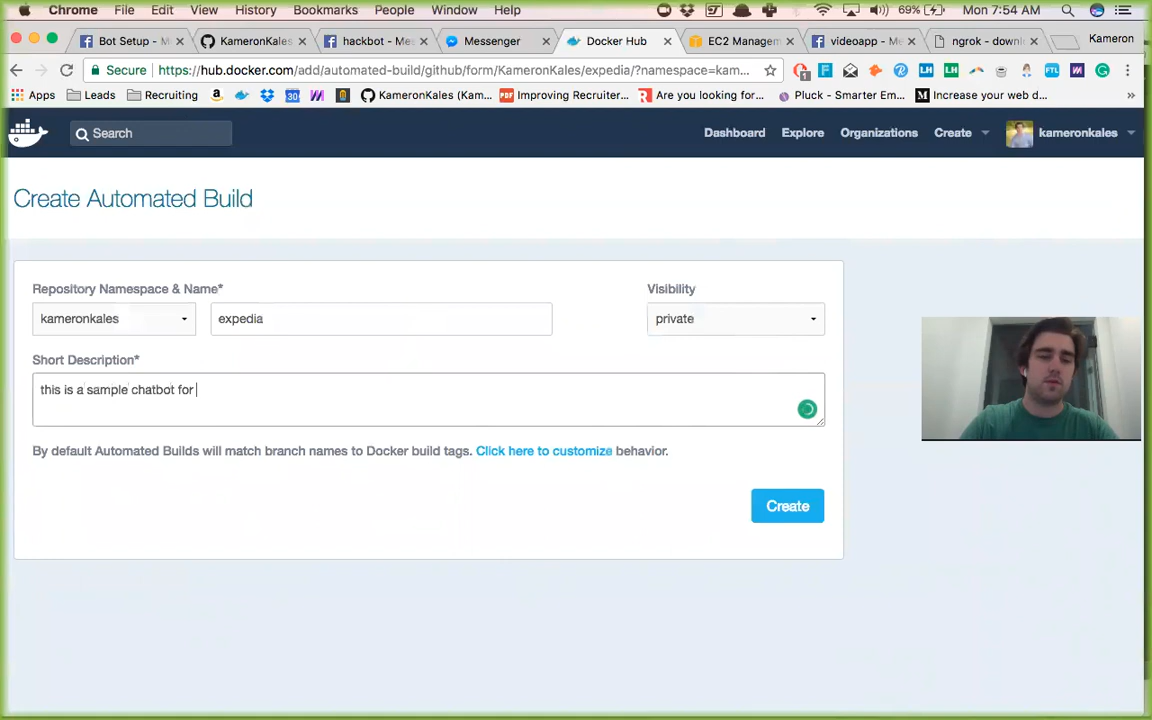 Chrome File Edit View History Bookmarks People Window Help 69% Mon 7:54 AM
Bot Setup - M KameronKales hackbot - Mes Messenger Docker Hub EC2 Managem videoapp - Me ngrok - downl Kameron
Secure https://hub.docker.com/add/automated-build/github/form/KameronKales/expedia/?namespace=kam...
Apps Leads Recruiting KameronKales (Kam... Improving Recruiter... Are you looking for... Pluck - Smarter Em... Increase your web d...
Search Dashboard Explore Organizations Create kameronkales
Create Automated Build
Repository Namespace & Name* Visibility
kameronkales expedia private
Short Description*
this is a sample chatbot for
By default Automated Builds will match branch names to Docker build tags. Click here to customize behavior.
Create